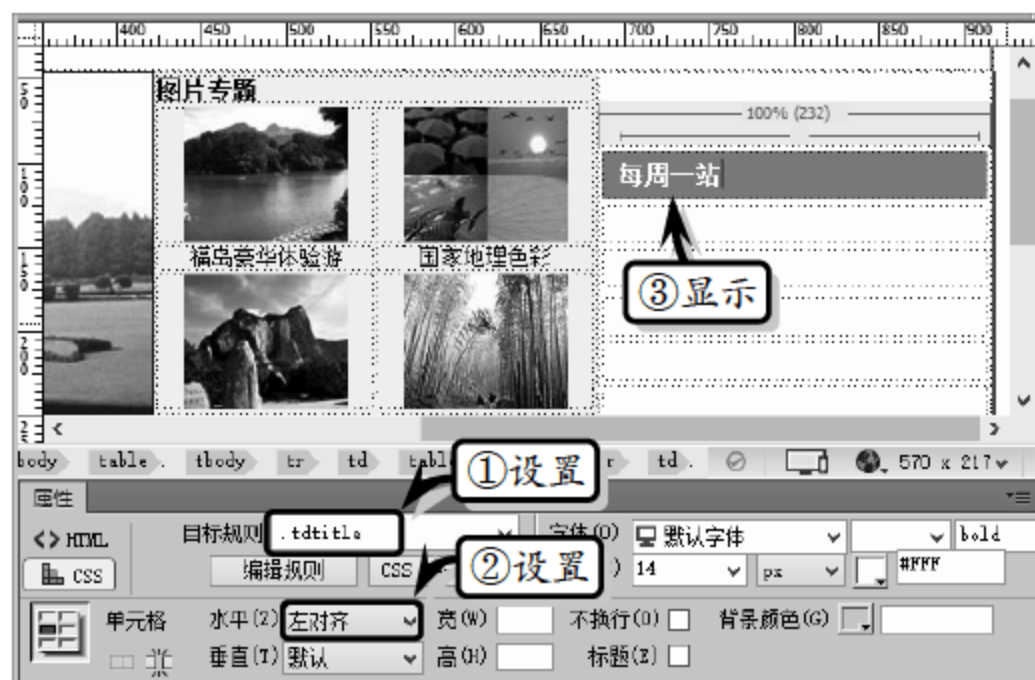 400 450 500 550 600 650 700 750 800 850 900
图片专题
100% (232)
每周一站
福岛豪华体验游 国家地理色彩
③显示
body table . tbody tr td tabl r td . 570 x 217
①设置
属性
<> HTML 目标规则 .tdtitle 字体(O) 默认字体 bold
CSS 编辑规则 CSS ②设置 ) 14 px #FFF
单元格 水平(Z) 左对齐 宽(W) 不换行(O) 背景颜色(G)
垂直(T) 默认 高(H) 标题(E)